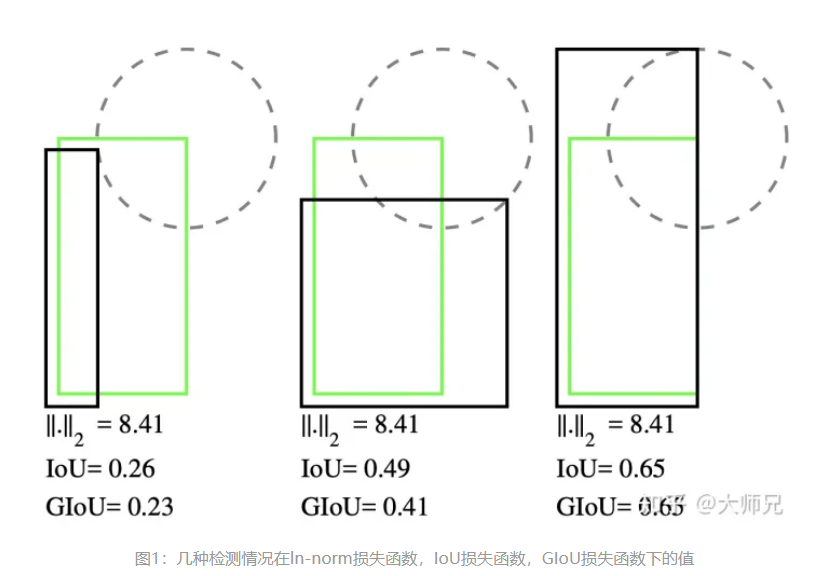 ||.||₂ = 8.41
IoU= 0.26
GIoU= 0.23
||.||₂ = 8.41
IoU= 0.49
GIoU= 0.41
||.||₂ = 8.41
IoU= 0.65
GIoU= 0.65
知乎 @大师兄
图1：几种检测情况在ln-norm损失函数，IoU损失函数，GIoU损失函数下的值